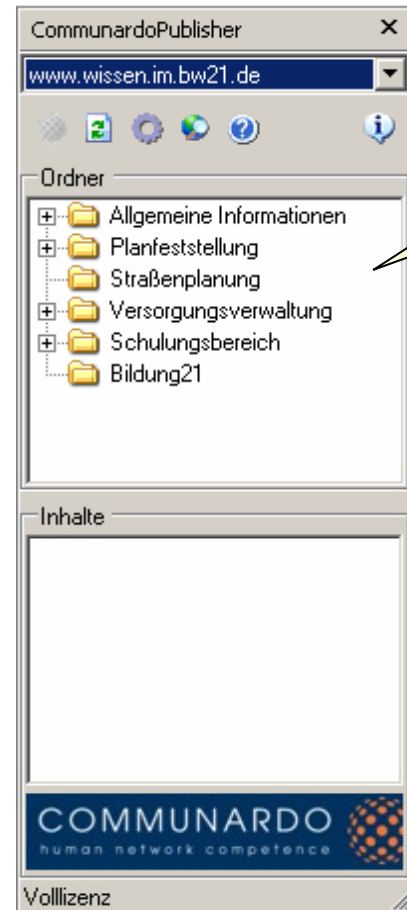 CommunardoPublisher
www.wissen.im.bw21.de
Ordner
Allgemeine Informationen
Planfeststellung
Straßenplanung
Versorgungsverwaltung
Schulungsbereich
Bildung21
Inhalte
COMMUNARDO
human network competence
Volllizenz